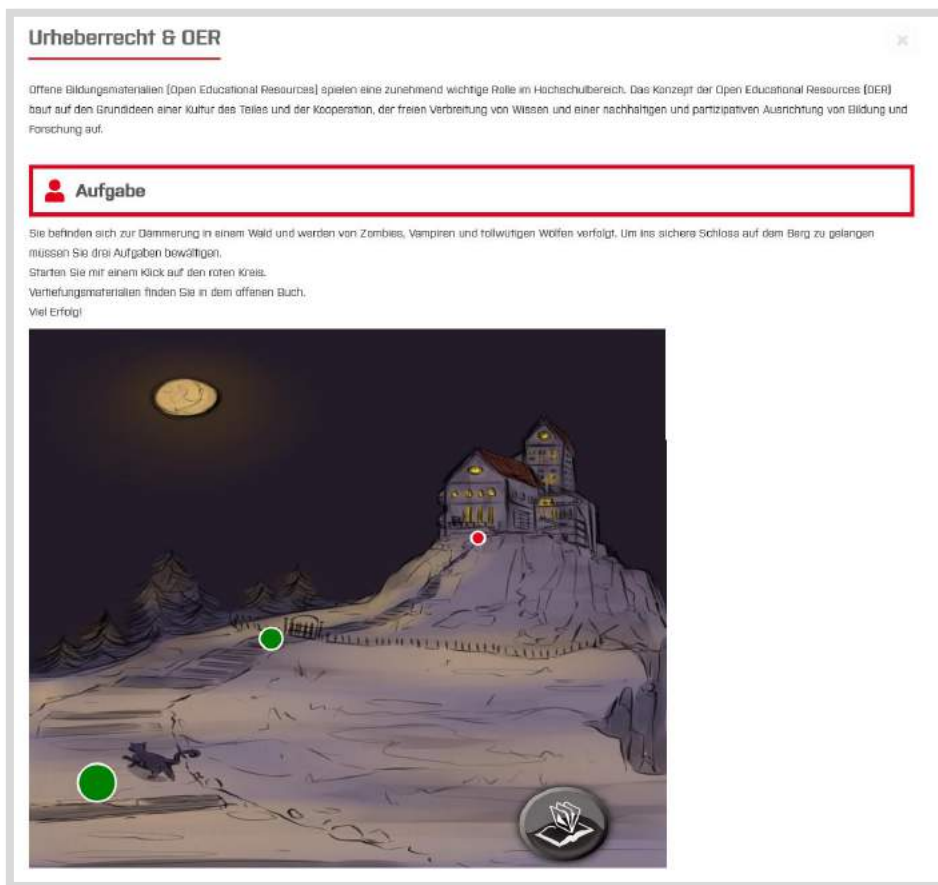 Urheberrecht & OER
Offene Bildungsmaterialien (Open Educational Resources) spielen eine zunehmend wichtige Rolle im Hochschulbereich. Das Konzept der Open Educational Resources (OER)
baut auf den Grundideen einer Kultur des Teiles und der Kooperation, der freien Verbreitung von Wissen und einer nachhaltigen und partizipativen Ausrichtung von Bildung und
Forschung auf.
Aufgabe
Sie befinden sich zur Dämmerung in einem Wald und werden von Zombies, Vampiren und tollwütigen Wölfen verfolgt. Um ins sichere Schloss auf dem Berg zu gelangen
müssen Sie drei Aufgaben bewältigen.
Starten Sie mit einem Klick auf den roten Kreis.
Vertiefungsmaterialien finden Sie in dem offenen Buch.
Viel Erfolg!